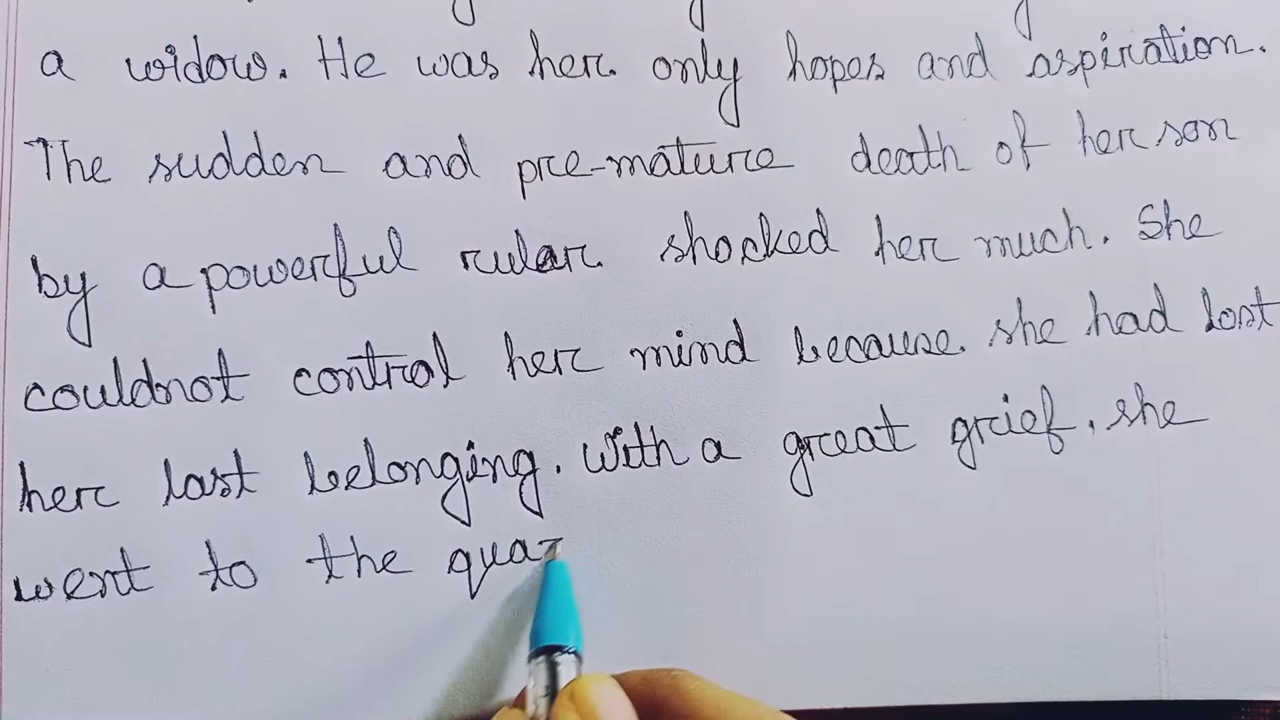 a widow. He was her only hopes and aspiration.
The sudden and pre-mature death of her son
by a powerful rular shocked her much. She
couldnot control her mind because she had lost
her last belonging. With a great grief, she
went to the qua